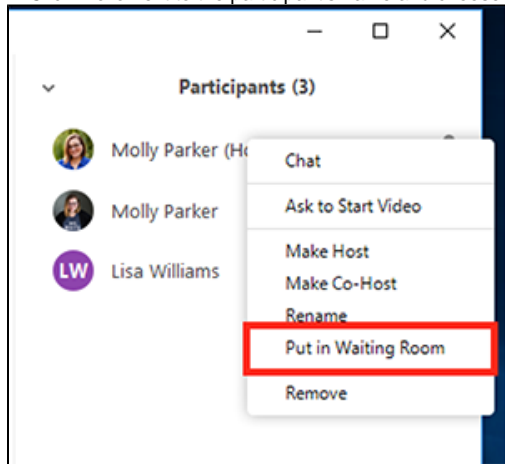 Participants (3)
Molly Parker (Ho
Chat
Molly Parker
Ask to Start Video
LW
Lisa Williams
Make Host
Make Co-Host
Rename
Put in Waiting Room
Remove